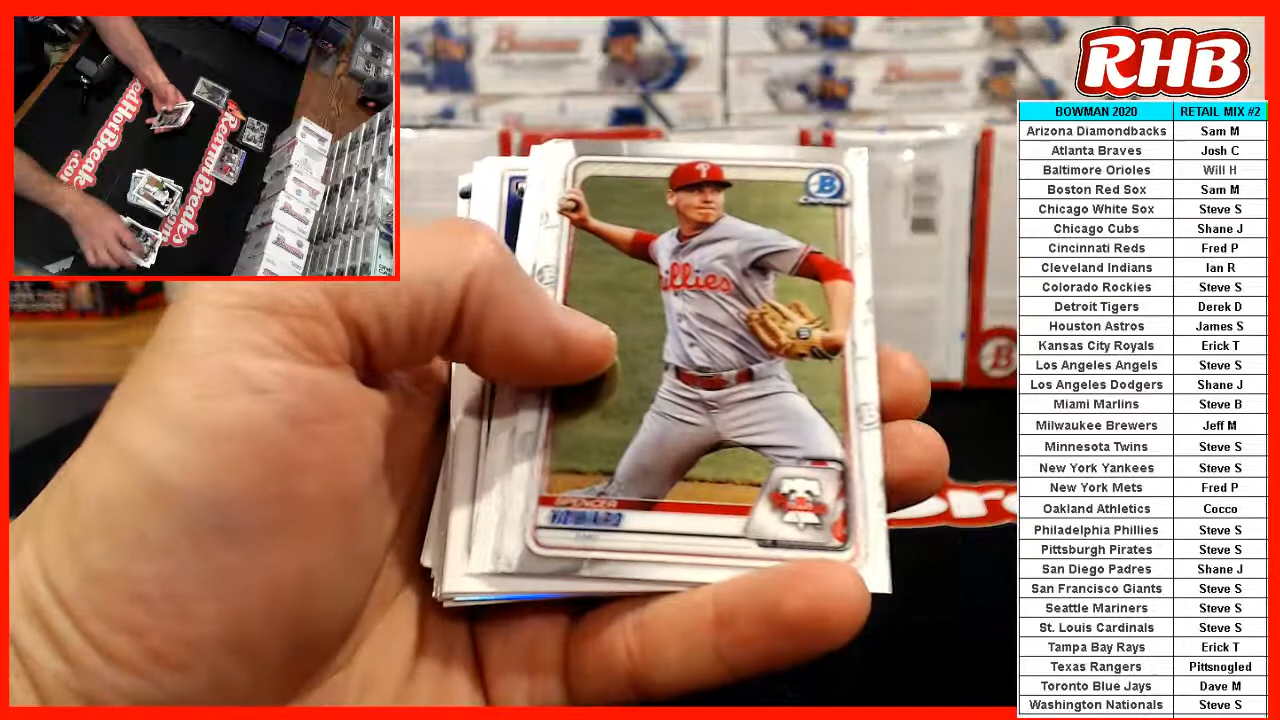 RHB
BOWMAN 2020 RETAIL MIX #2
Arizona Diamondbacks Sam M
Atlanta Braves Josh C
Baltimore Orioles Will H
Boston Red Sox Sam M
Chicago White Sox Steve S
Chicago Cubs Shane J
Cincinnati Reds Fred P
Cleveland Indians Ian R
Colorado Rockies Steve S
Detroit Tigers Derek D
Houston Astros James S
Kansas City Royals Erick T
Los Angeles Angels Steve S
Los Angeles Dodgers Shane J
Miami Marlins Steve B
Milwaukee Brewers Jeff M
Minnesota Twins Steve S
New York Yankees Steve S
New York Mets Fred P
Oakland Athletics Cocco
Philadelphia Phillies Steve S
Pittsburgh Pirates Steve S
San Diego Padres Shane J
San Francisco Giants Steve S
Seattle Mariners Steve S
St. Louis Cardinals Steve S
Tampa Bay Rays Erick T
Texas Rangers Pittsnogled
Toronto Blue Jays Dave M
Washington Nationals Steve S
Phillies
B
SPENCER
Bowman
RedHotBreaks
.com